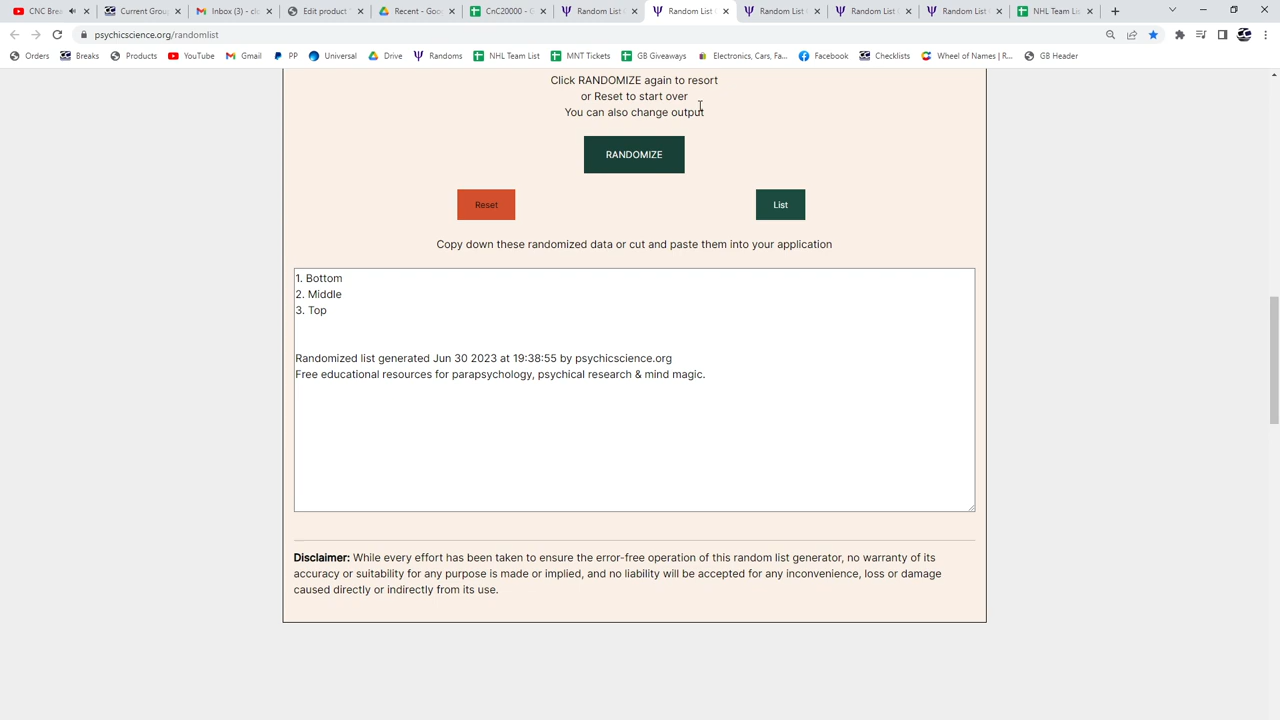 CNC Brea
Current Grou
Inbox (3) - clo
Edit product "
Recent - Goo
CnC20000 - G
Random List G
Random List G
Random List G
Random List G
Random List G
NHL Team Lis
psychicscience.org/randomlist
Orders
Breaks
Products
YouTube
Gmail
PP
Universal
Drive
Randoms
NHL Team List
MNT Tickets
GB Giveaways
Electronics, Cars, Fa...
Facebook
Checklists
Wheel of Names | R...
GB Header
Click RANDOMIZE again to resort
or Reset to start over
You can also change output
RANDOMIZE
Reset
List
Copy down these randomized data or cut and paste them into your application
1. Bottom
2. Middle
3. Top
Randomized list generated Jun 30 2023 at 19:38:55 by psychicscience.org
Free educational resources for parapsychology, psychical research & mind magic.
Disclaimer: While every effort has been taken to ensure the error-free operation of this random list generator, no warranty of its
accuracy or suitability for any purpose is made or implied, and no liability will be accepted for any inconvenience, loss or damage
caused directly or indirectly from its use.